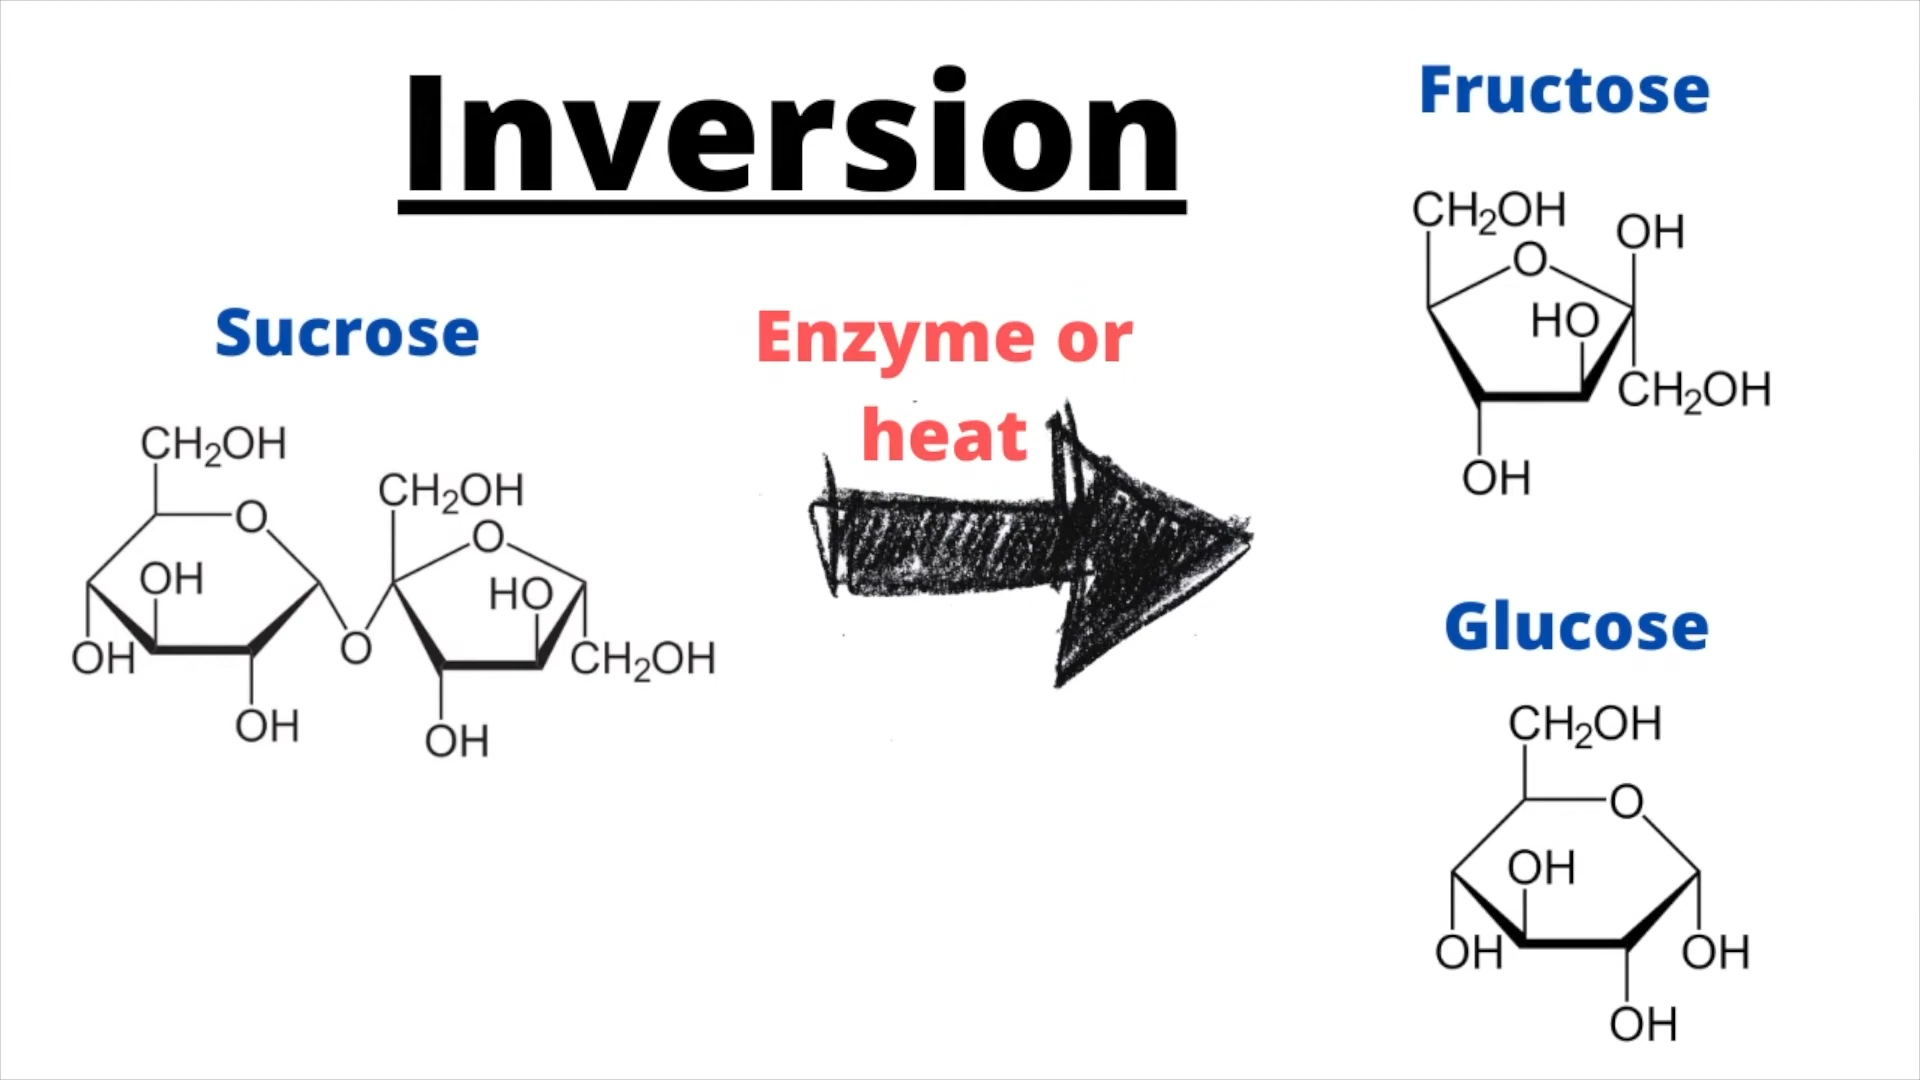 Inversion
Sucrose
CH₂OH
O
OH
OH
OH
O
CH₂OH
O
HO
CH₂OH
OH
Enzyme or
heat
Fructose
CH₂OH
OH
O
HO
CH₂OH
OH
Glucose
CH₂OH
O
OH
OH
OH
OH